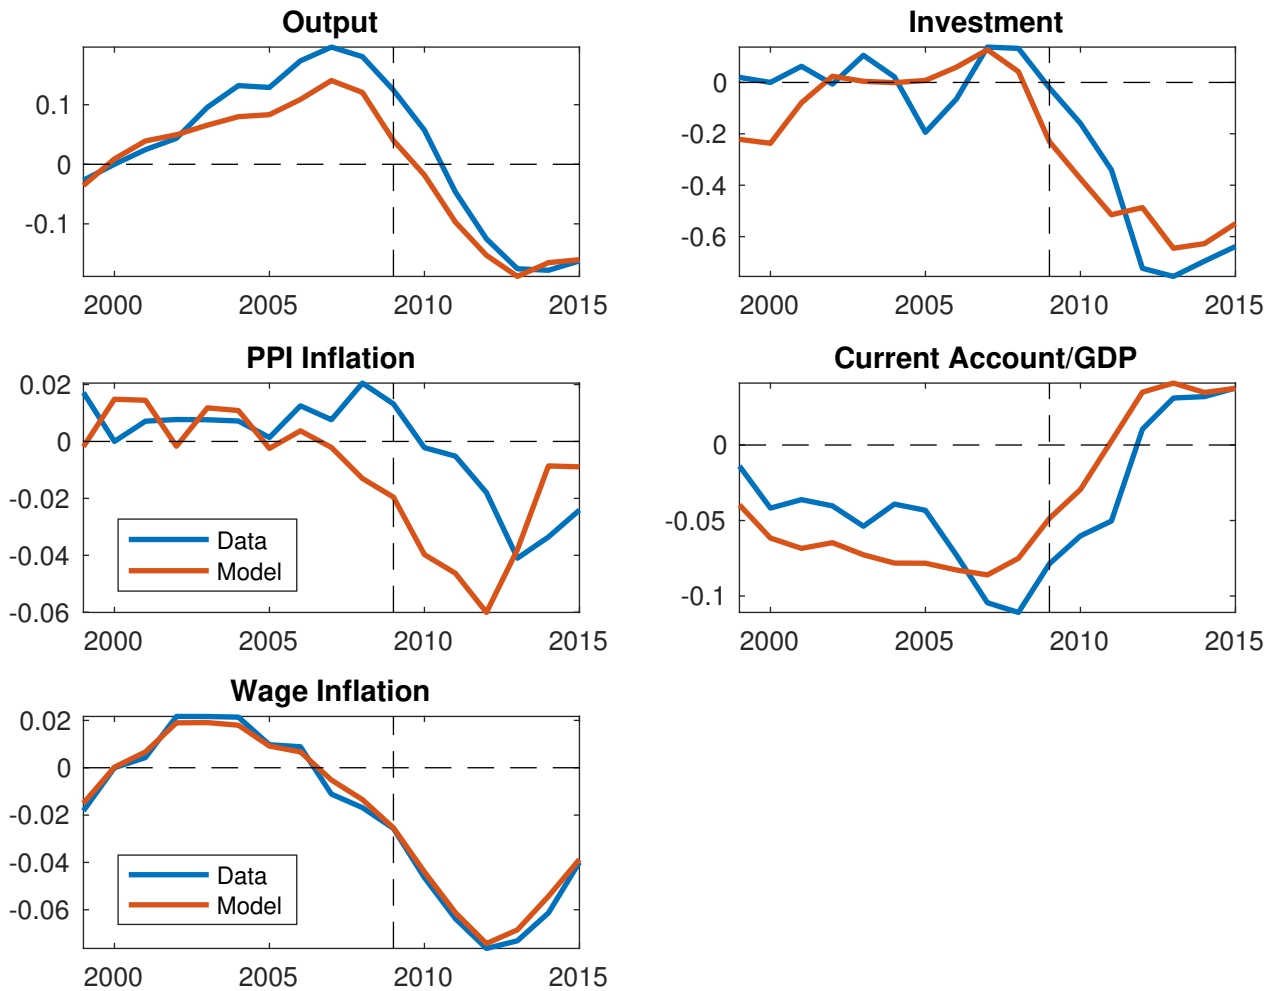 Output
0.1
0
-0.1
2000 2005 2010 2015
Investment
0
-0.2
-0.4
-0.6
2000 2005 2010 2015
PPI Inflation
0.02
0
-0.02
-0.04
-0.06
Data
Model
2000 2005 2010 2015
Current Account/GDP
0
-0.05
-0.1
2000 2005 2010 2015
Wage Inflation
0.02
0
-0.02
-0.04
-0.06
Data
Model
2000 2005 2010 2015